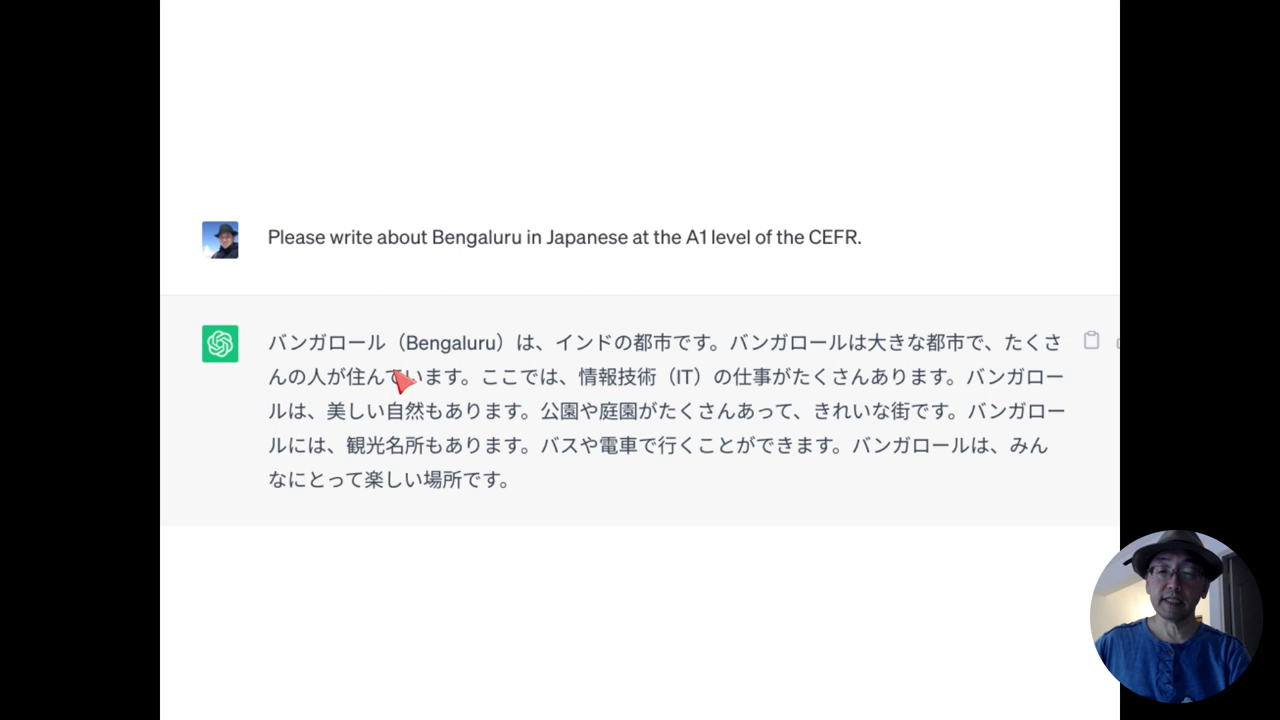 Please write about Bengaluru in Japanese at the A1 level of the CEFR.
バンガロール（Bengaluru）は、インドの都市です。バンガロールは大きな都市で、たくさ
んの人が住んでいます。ここでは、情報技術（IT）の仕事がたくさんあります。バンガロー
ルは、美しい自然もあります。公園や庭園がたくさんあって、きれいな街です。バンガロー
ルには、観光名所もあります。バスや電車で行くことができます。バンガロールは、みん
なにとって楽しい場所です。